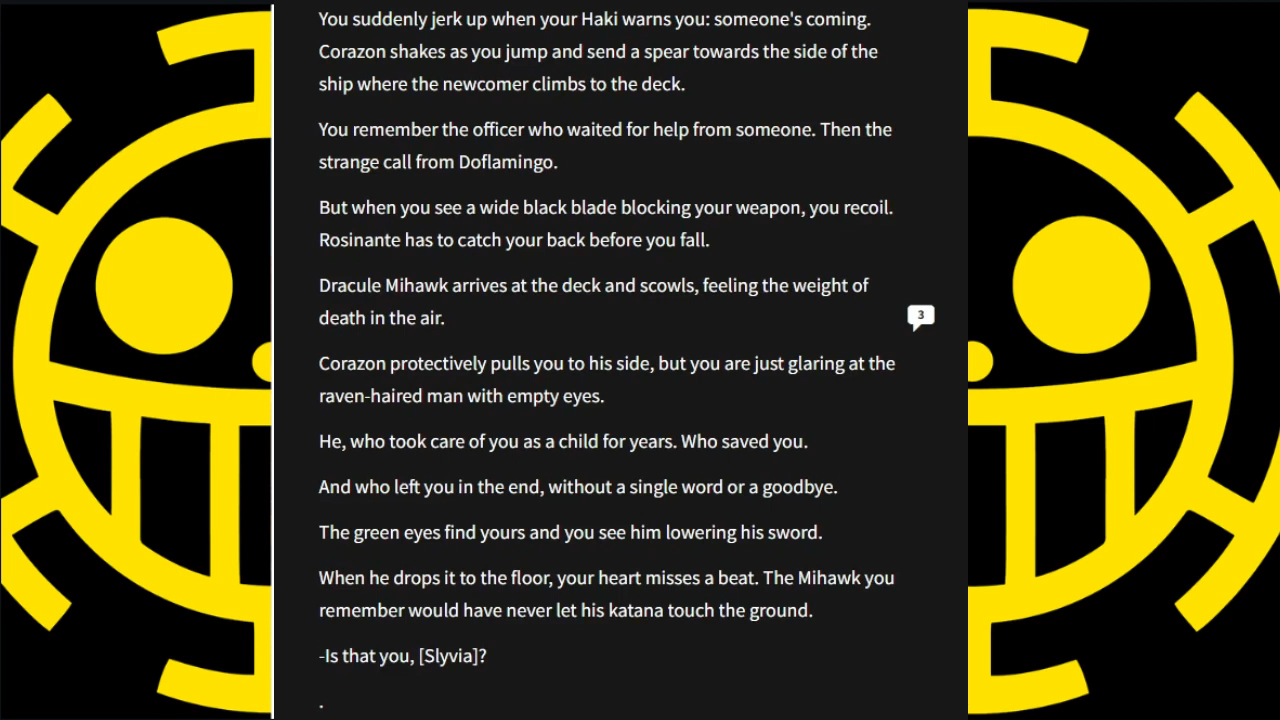 You suddenly jerk up when your Haki warns you: someone's coming.
Corazon shakes as you jump and send a spear towards the side of the
ship where the newcomer climbs to the deck.
You remember the officer who waited for help from someone. Then the
strange call from Doflamingo.
But when you see a wide black blade blocking your weapon, you recoil.
Rosinante has to catch your back before you fall.
Dracule Mihawk arrives at the deck and scowls, feeling the weight of
death in the air.
3
Corazon protectively pulls you to his side, but you are just glaring at the
raven-haired man with empty eyes.
He, who took care of you as a child for years. Who saved you.
And who left you in the end, without a single word or a goodbye.
The green eyes find yours and you see him lowering his sword.
When he drops it to the floor, your heart misses a beat. The Mihawk you
remember would have never let his katana touch the ground.
-Is that you, [Slyvia]?
.